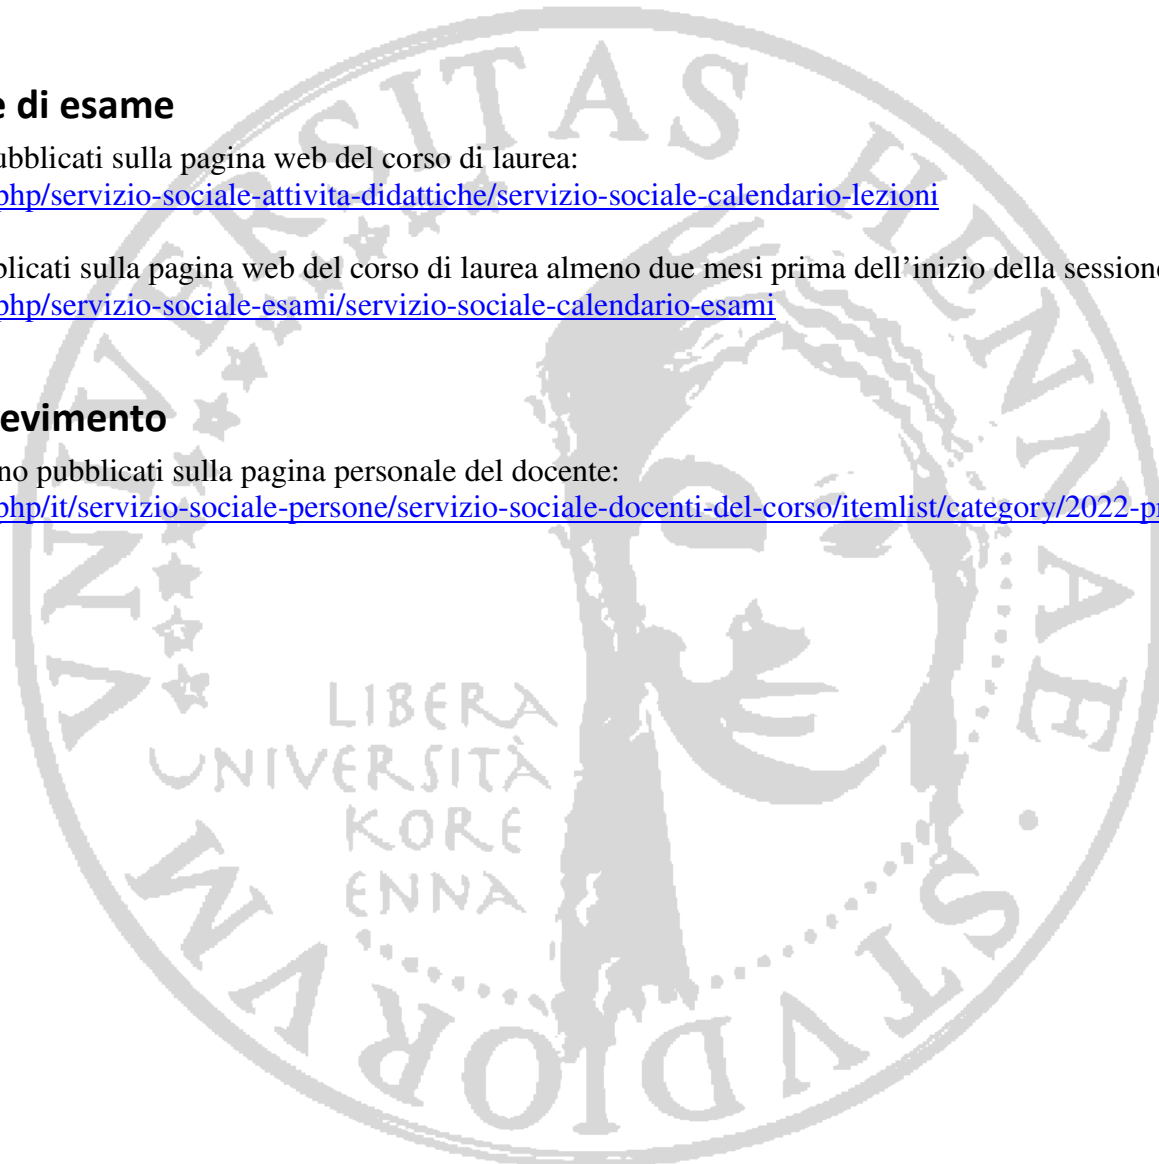 e di esame
ubblicati sulla pagina web del corso di laurea:
php/servizio-sociale-attivita-didattiche/servizio-sociale-calendario-lezioni
blicati sulla pagina web del corso di laurea almeno due mesi prima dell’inizio della sessione
php/servizio-sociale-esami/servizio-sociale-calendario-esami
evimento
no pubblicati sulla pagina personale del docente:
php/it/servizio-sociale-persone/servizio-sociale-docenti-del-corso/itemlist/category/2022-pr
VNIVERSITAS HENNAE · STVDIORVM
LIBERA
UNIVERSITÀ
KORE
ENNA